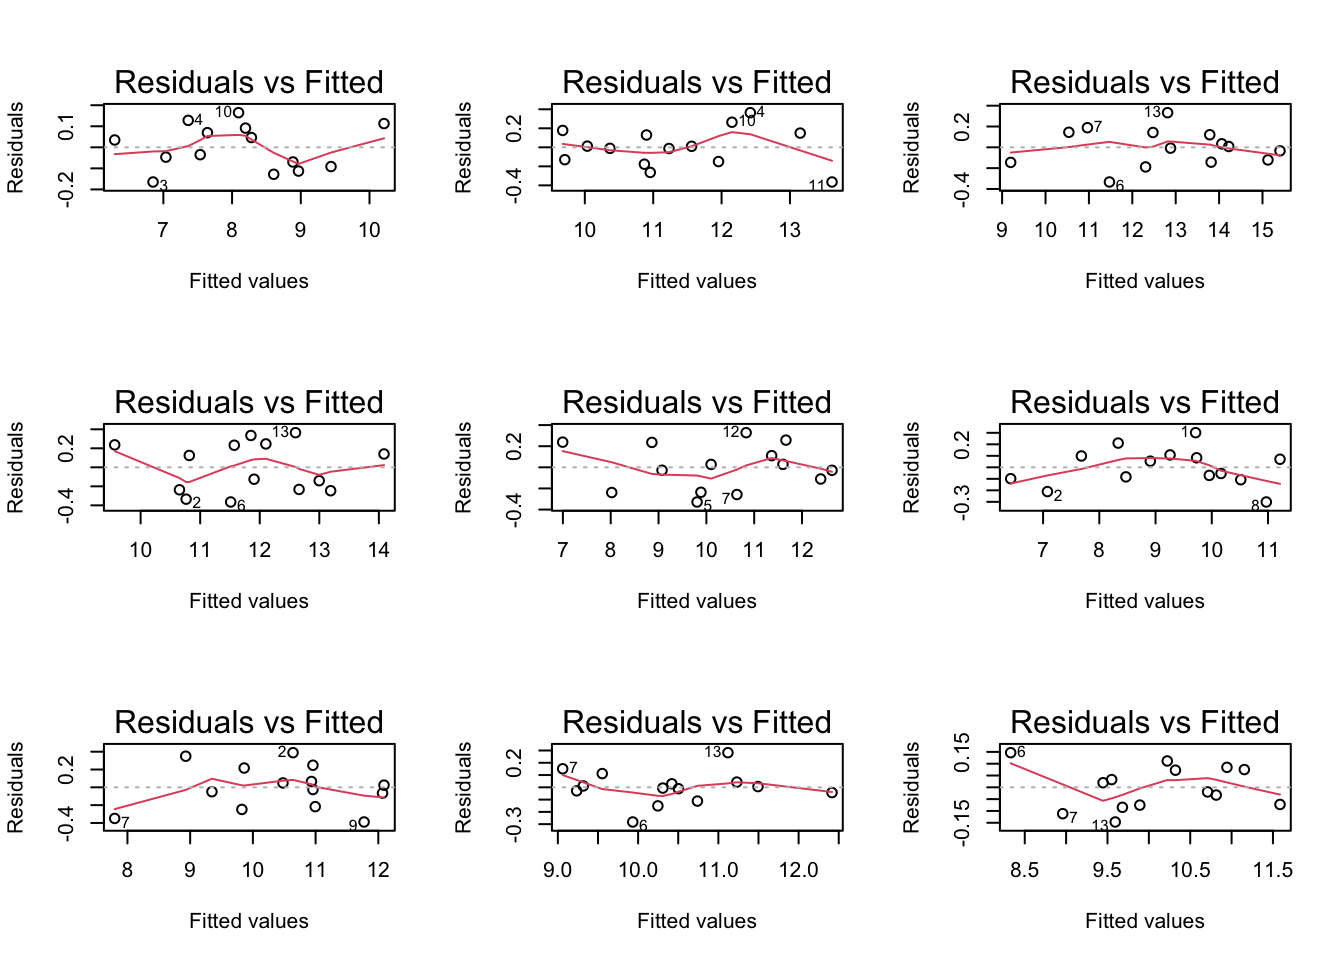 Residuals vs Fitted
Residuals
0.1
-0.2
10
4
3
7 8 9 10
Fitted values
Residuals vs Fitted
Residuals
0.2
-0.4
4
10
11
10 11 12 13
Fitted values
Residuals vs Fitted
Residuals
0.2
-0.4
13
7
6
9 10 11 12 13 14 15
Fitted values
Residuals vs Fitted
Residuals
0.2
-0.4
13
2
6
10 11 12 13 14
Fitted values
Residuals vs Fitted
Residuals
0.2
-0.4
12
7
5
7 8 9 10 11 12
Fitted values
Residuals vs Fitted
Residuals
0.2
-0.3
1
2
8
7 8 9 10 11
Fitted values
Residuals vs Fitted
Residuals
0.2
-0.4
2
7
9
8 9 10 11 12
Fitted values
Residuals vs Fitted
Residuals
0.2
-0.3
13
7
6
9.0 10.0 11.0 12.0
Fitted values
Residuals vs Fitted
Residuals
0.15
-0.15
6
7
13
8.5 9.5 10.5 11.5
Fitted values